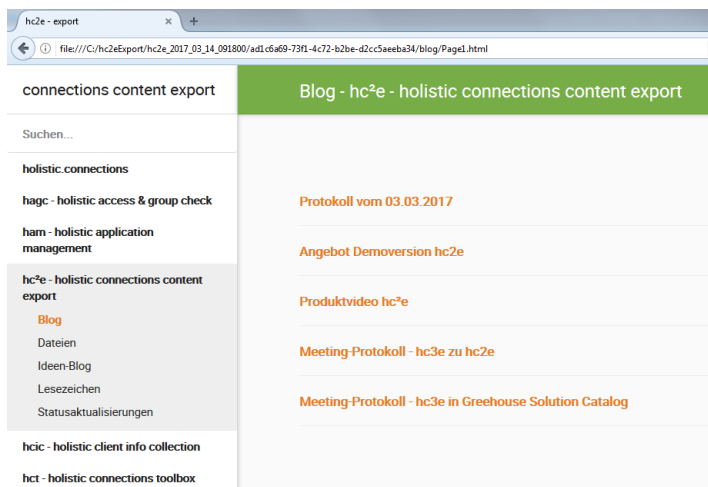 hc2e - export
file:///C:/hc2eExport/hc2e_2017_03_14_091800/ad1c6a69-73f1-4c72-b2be-d2cc5aeeba34/blog/Page1.html
connections content export
Blog - hc²e - holistic connections content export
Suchen...
holistic.connections
hagc - holistic access & group check
ham - holistic application
management
hc²e - holistic connections content
export
Blog
Dateien
Ideen-Blog
Lesezeichen
Statusaktualisierungen
hcic - holistic client info collection
hct - holistic connections toolbox
Protokoll vom 03.03.2017
Angebot Demoversion hc2e
Produktvideo hc²e
Meeting-Protokoll - hc3e zu hc2e
Meeting-Protokoll - hc3e in Greehouse Solution Catalog